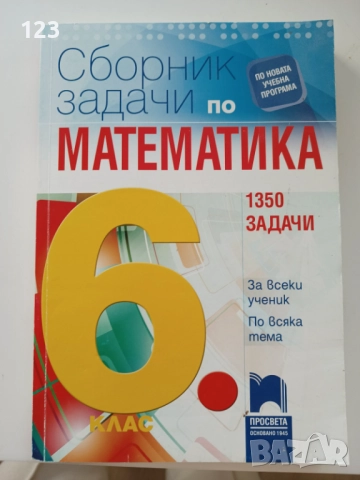 123
Сборник
задачи по
МАТЕМАТИКА
ПО НОВАТА
УЧЕБНА
ПРОГРАМА
1350
ЗАДАЧИ
6.
КЛАС
За всеки
ученик
По всяка
тема
ПРОСВЕТА
ОСНОВАНО 1945
BAZAR